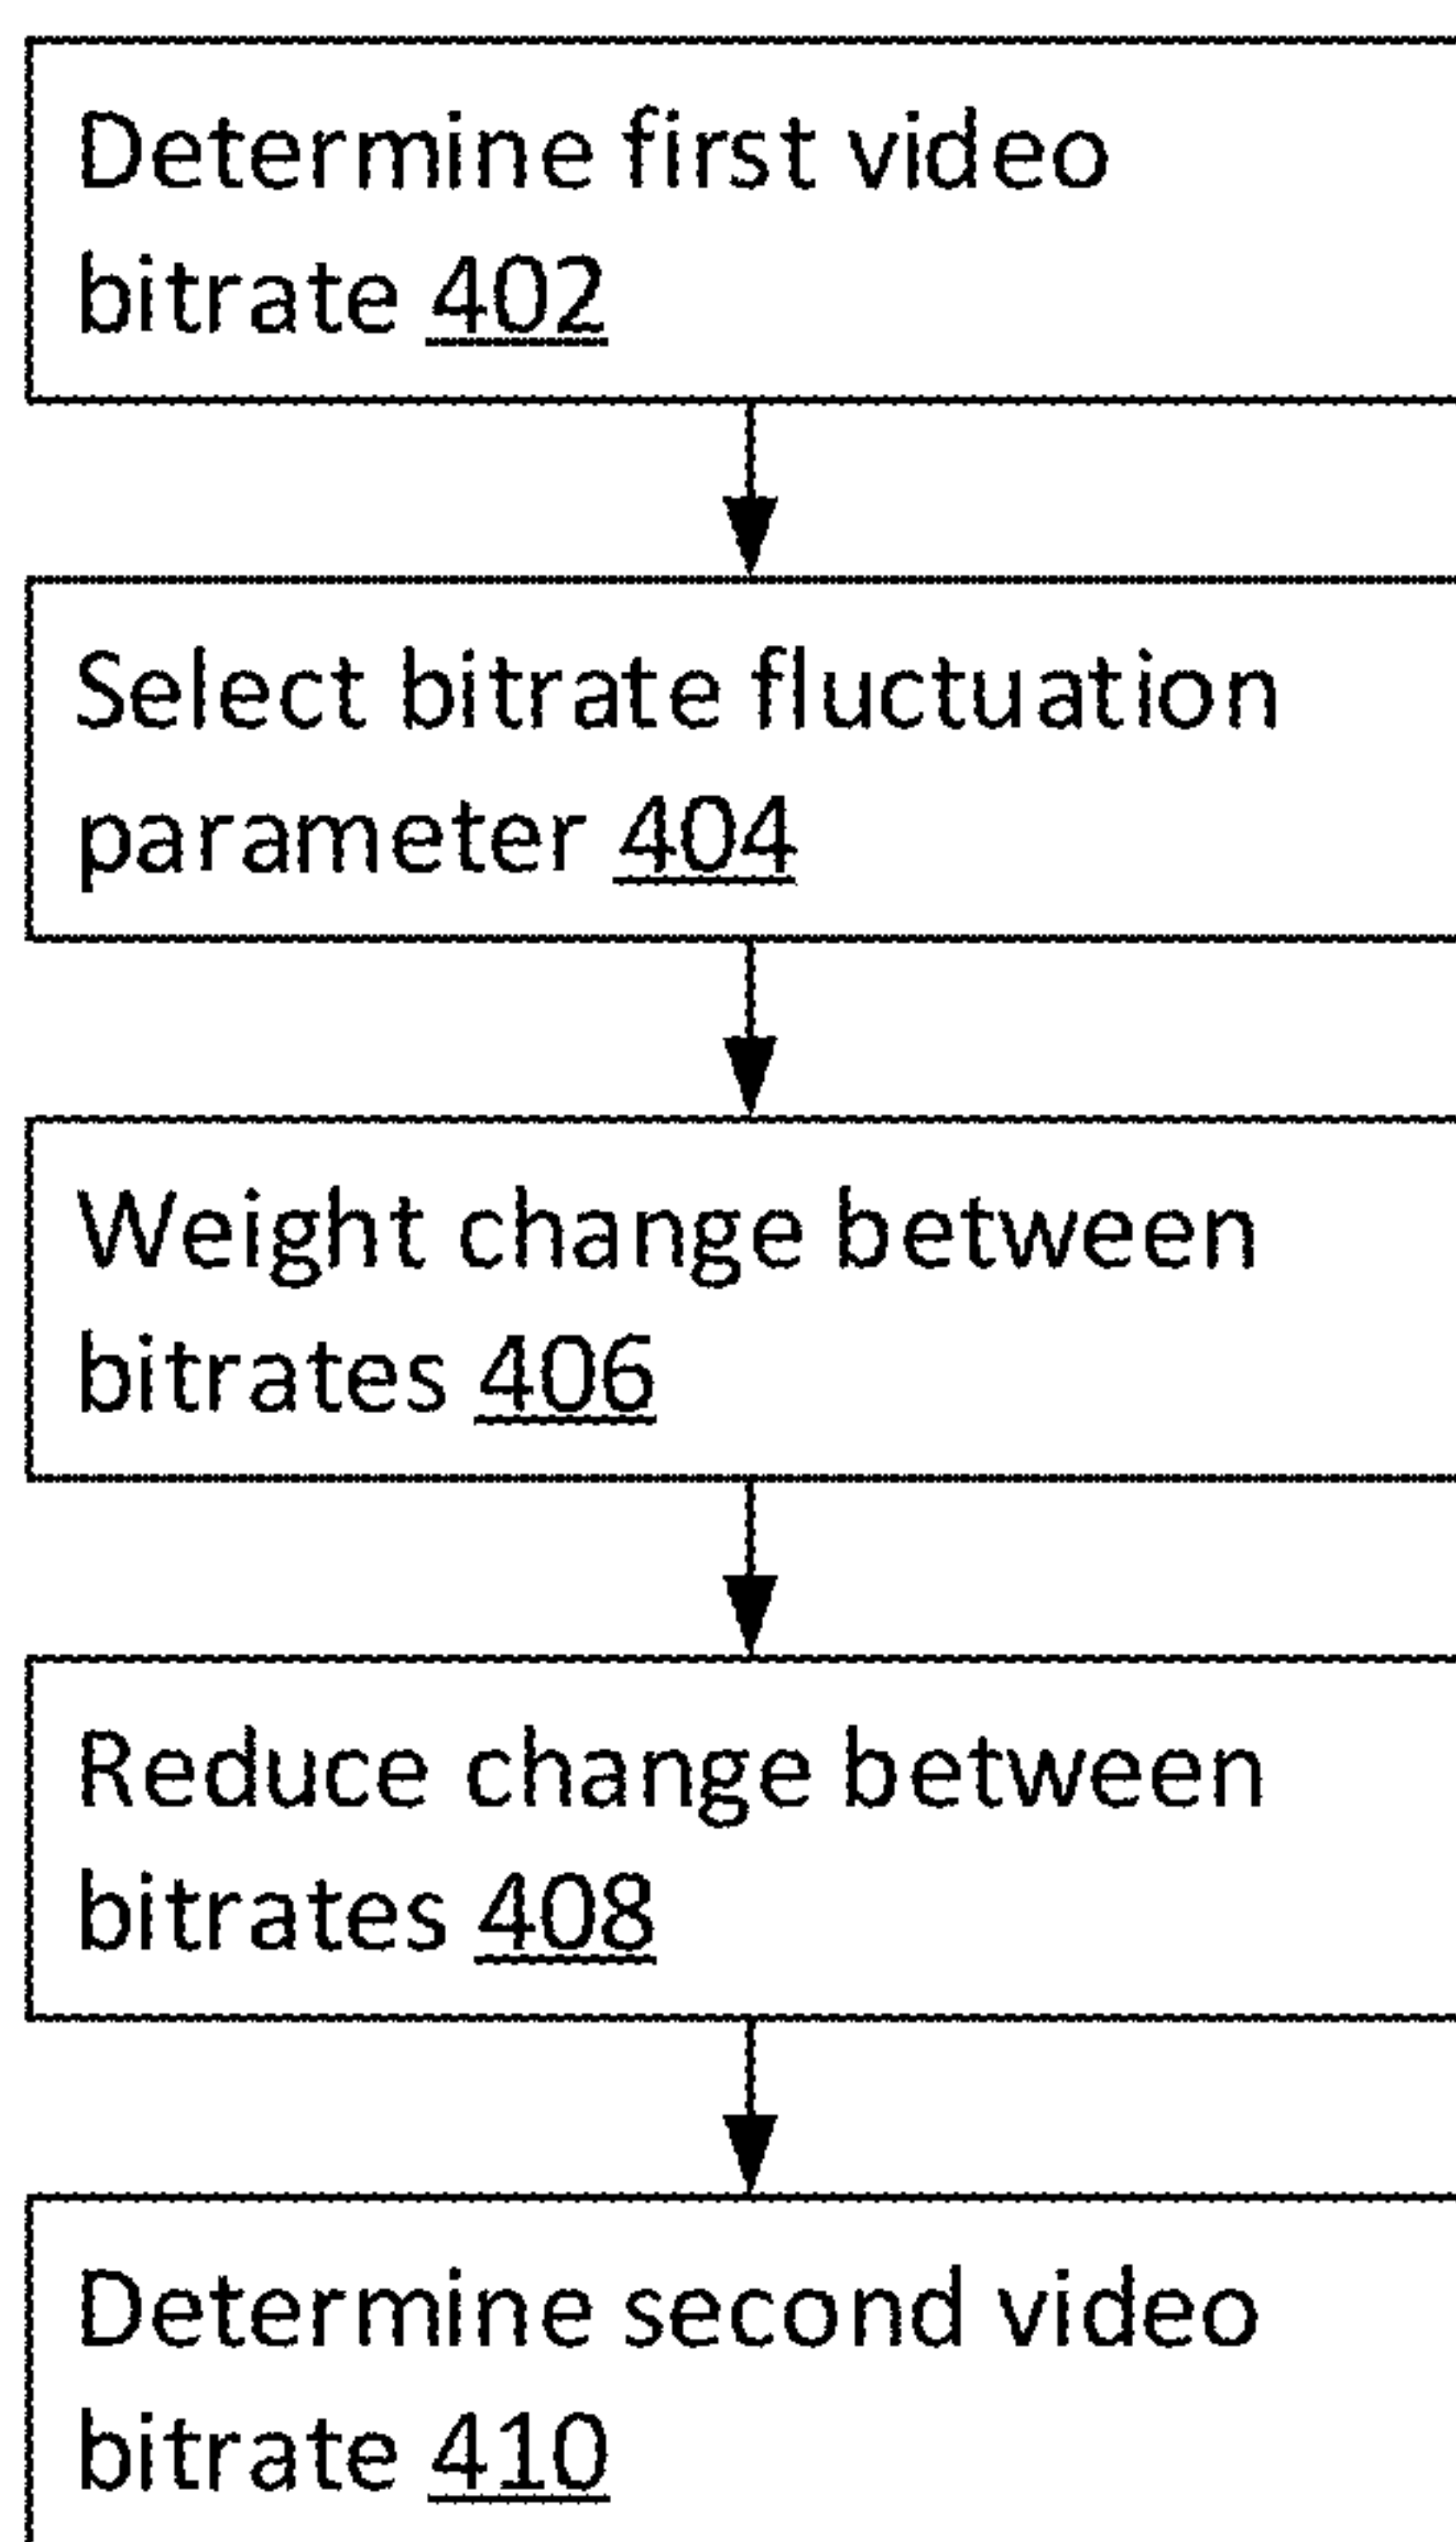 Determine first video
bitrate 402
Select bitrate fluctuation
parameter 404
Weight change between
bitrates 406
Reduce change between
bitrates 408
Determine second video
bitrate 410